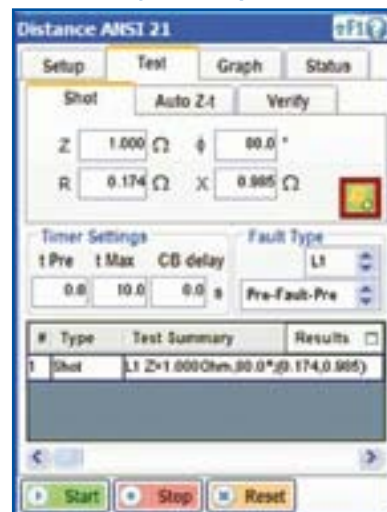 Distance ANSI 21 F1 ?
Setup Test Graph Status
Shot Auto Z-t Verify
Z 1.000 Ω ϕ 80.0 °
R 0.174 Ω X 0.985 Ω
Timer Settings Fault Type
t Pre t Max CB delay L1
0.0 10.0 0.0 s Pre-Fault-Pre
# Type Test Summary Results
1 Shot L1 Z=1.000Ohm,80.0°;(0.174,0.985)
Start Stop Reset